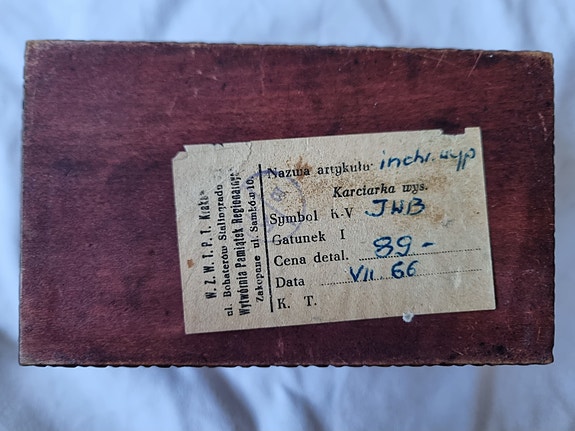 W. Z. W. T. P. T. Kraków
ul. Bohaterów Stalingradu
Wytwórnia Pamiątek Regionalnych
Zakopane ul. Sienkiewicza 10.
Nazwa artykułu inchr. wyp
Karciarka wys.
Symbol K-V JWB
Gatunek I
Cena detal. 89-
Data VII 66
K. T.